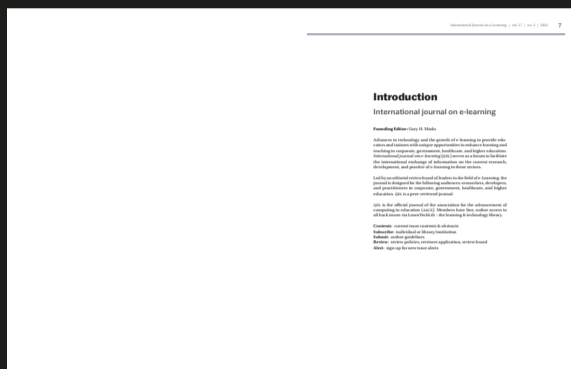 International Journal on e-Learning | vol. 17 | no. 3 | 2022 7
Introduction
International journal on e-learning
Founding Editor: Gary H. Marks
Advances in technology and the growth of e-learning to provide edu-
cators and trainers with unique opportunities to enhance learning and
teaching in corporate, government, healthcare, and higher education.
International journal on e-learning (ijel) serves as a forum to facilitate
the international exchange of information on the current research,
development, and practice of e-learning in these sectors.
Led by an editorial review board of leaders in the field of e-Learning, the
journal is designed for the following audiences: researchers, developers,
and practitioners in corporate, government, healthcare, and higher
education. ijel is a peer-reviewed journal.
ijel is the official journal of the association for the advancement of
computing in education (aace). Members have free, online access to
all back issues via LearnTechLib – the learning & technology library.
Contents- current issue contents & abstracts
Subscribe- individual or library/institution
Submit- author guidelines
Review- review policies, reviewer application, review board
Alert- sign-up for new issue alerts